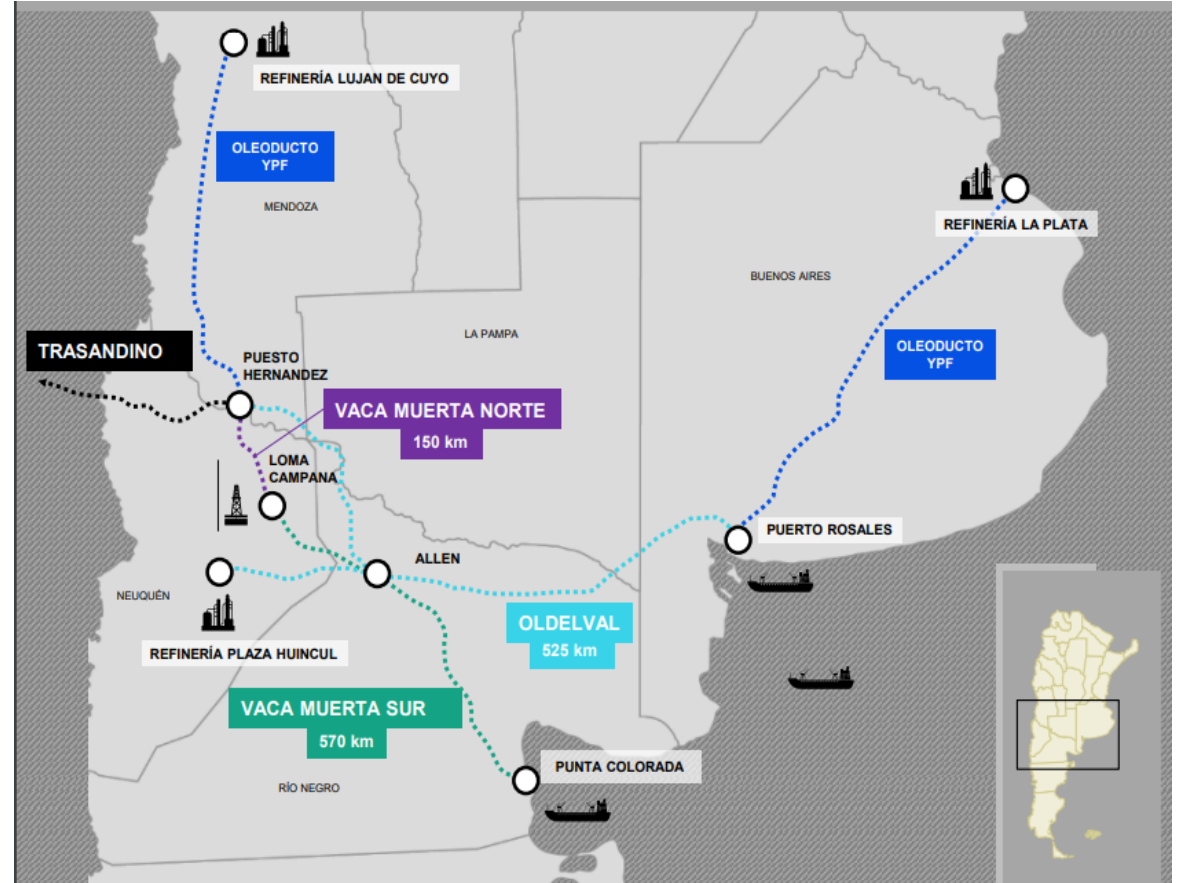 REFINERÍA LUJAN DE CUYO
OLEODUCTO
YPF
MENDOZA
REFINERÍA LA PLATA
BUENOS AIRES
LA PAMPA
TRASANDINO
PUESTO
HERNANDEZ
OLEODUCTO
YPF
VACA MUERTA NORTE
150 km
LOMA
CAMPANA
PUERTO ROSALES
ALLEN
NEUQUÉN
OLDELVAL
525 km
REFINERÍA PLAZA HUINCUL
VACA MUERTA SUR
570 km
PUNTA COLORADA
RÍO NEGRO